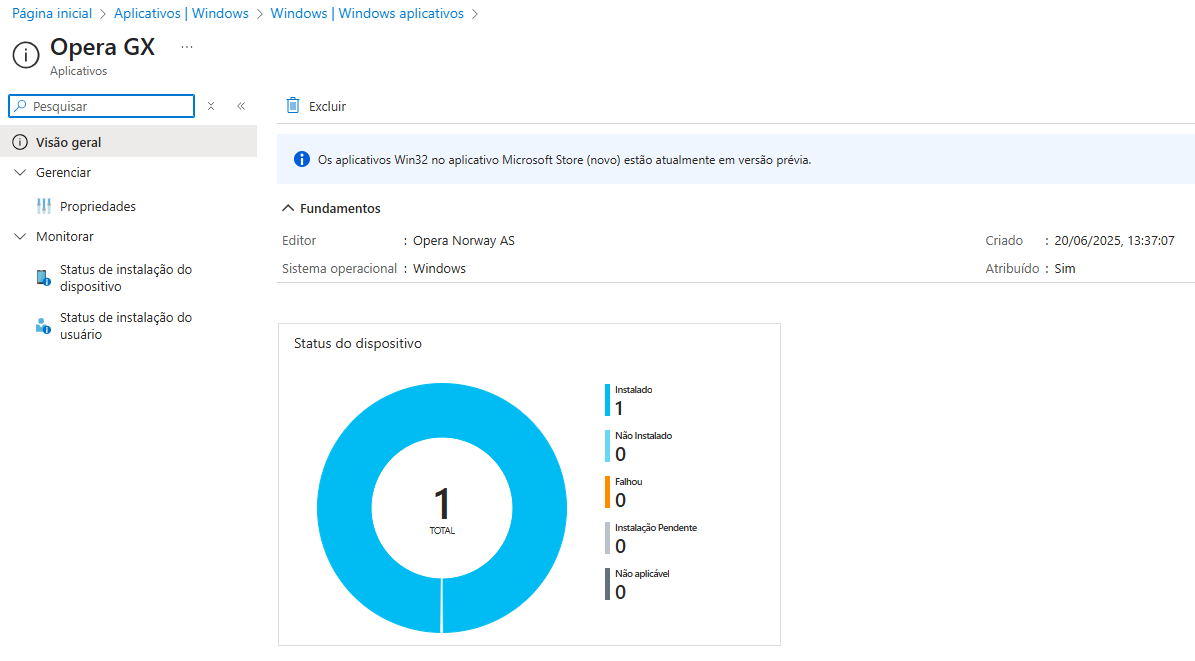 Página inicial > Aplicativos | Windows > Windows | Windows aplicativos >
Opera GX ...
Aplicativos
Pesquisar
Excluir
Visão geral
Os aplicativos Win32 no aplicativo Microsoft Store (novo) estão atualmente em versão prévia.
Gerenciar
Propriedades
Monitorar
Status de instalação do
dispositivo
Status de instalação do
usuário
Fundamentos
Editor : Opera Norway AS
Criado : 20/06/2025, 13:37:07
Sistema operacional : Windows
Atribuído : Sim
Status do dispositivo
1
TOTAL
Instalado
1
Não Instalado
0
Falhou
0
Instalação Pendente
0
Não aplicável
0